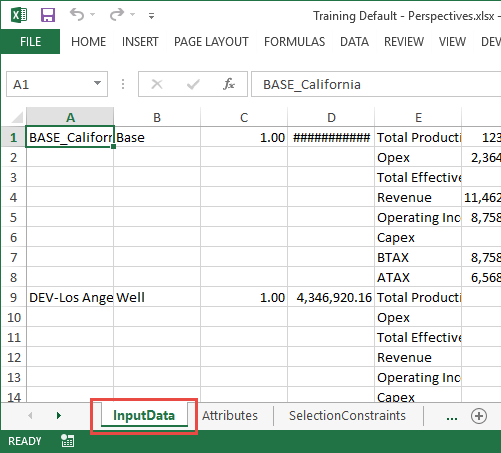 Training Default - Perspectives.xlsx -
FILE HOME INSERT PAGE LAYOUT FORMULAS DATA REVIEW VIEW DEV
A1 fx BASE_California
A B C D E
1 BASE_Californ Base 1.00 ########### Total Producti 123
2 Opex 2,364
3 Total Effective
4 Revenue 11,462
5 Operating Inc 8,758
6 Capex
7 BTAX 8,758
8 ATAX 6,568
9 DEV-Los Ange Well 1.00 4,346,920.16 Total Producti
10 Opex
11 Total Effective
12 Revenue
13 Operating Inc
14 Capex
InputData Attributes SelectionConstraints ...
READY